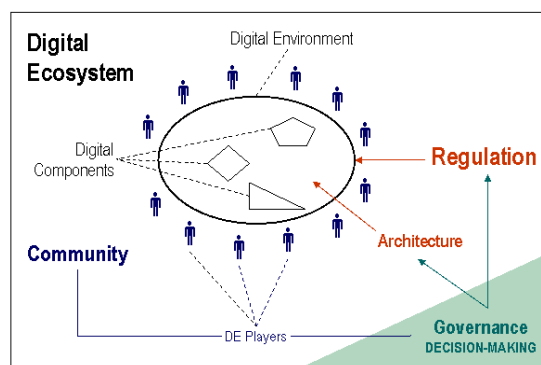 Digital
Ecosystem
Digital Environment
Digital
Components
Regulation
Architecture
Community
DE Players
Governance
DECISION-MAKING